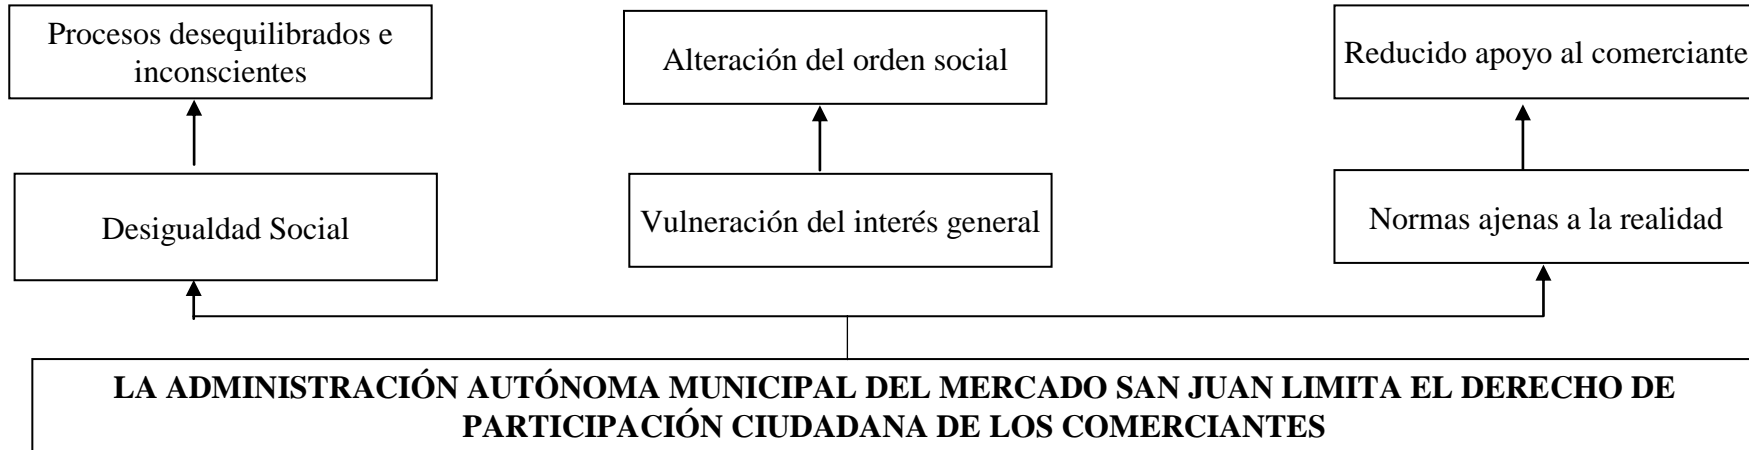 Procesos desequilibrados e
inconscientes
Alteración del orden social
Reducido apoyo al comerciante
Desigualdad Social
Vulneración del interés general
Normas ajenas a la realidad
LA ADMINISTRACIÓN AUTÓNOMA MUNICIPAL DEL MERCADO SAN JUAN LIMITA EL DERECHO DE
PARTICIPACIÓN CIUDADANA DE LOS COMERCIANTES